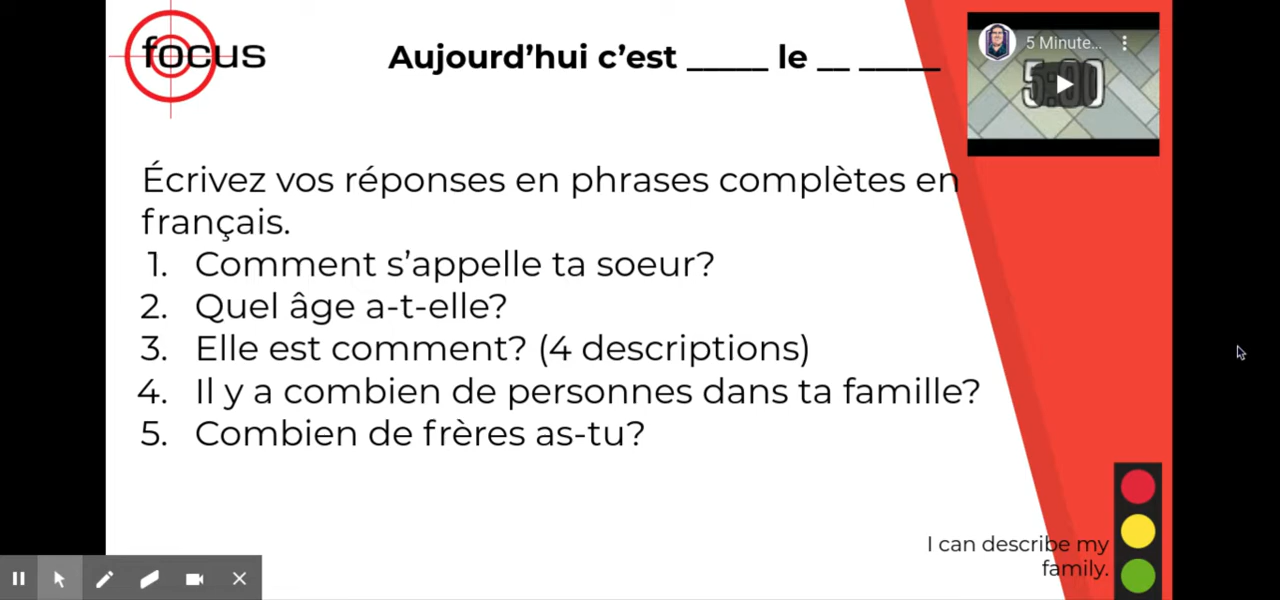 focus
Aujourd’hui c’est _____ le __ _____
5 Minute...
5:00
Écrivez vos réponses en phrases complètes en
français.
1. Comment s’appelle ta soeur?
2. Quel âge a-t-elle?
3. Elle est comment? (4 descriptions)
4. Il y a combien de personnes dans ta famille?
5. Combien de frères as-tu?
I can describe my
family.